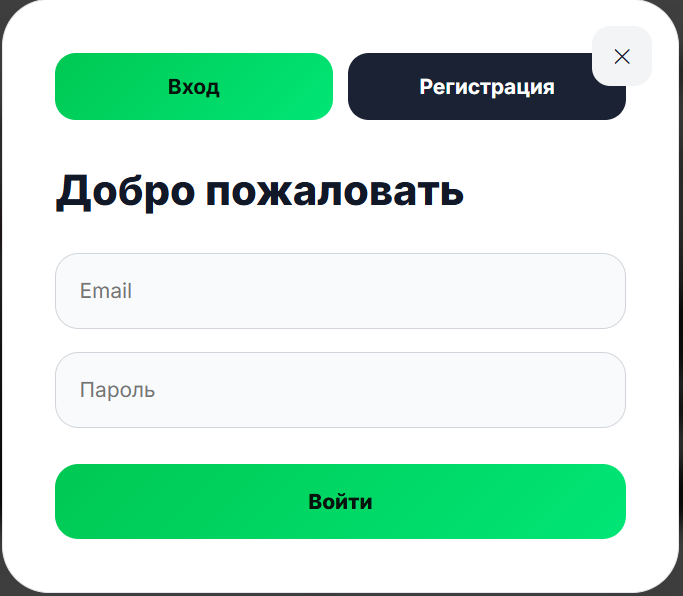 Вход
Регистрация
Добро пожаловать
Email
Пароль
Войти